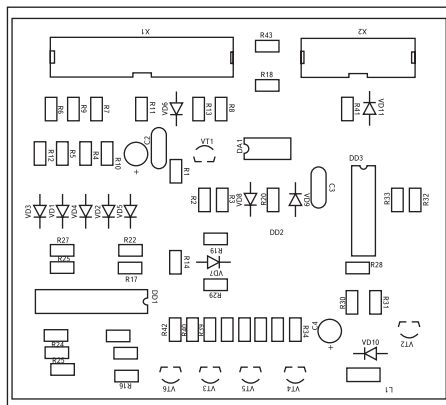 X1
R43
X2
R18
R6
R9
R7
R11
VD6
R13
R8
R41
VD11
R12
R5
R4
R10
C2
+
VT1
DA1
DD3
R1
C3
R2
R3
VD8
R20
VD9
R33
R32
VD3
VD1
VD4
VD2
VD5
DD2
R27
R22
R19
R25
R17
R14
VD7
R28
R29
DD1
R30
R31
R42
R40
R39
R34
C4
+
VT2
R24
VD10
R25
R16
VT6
VT3
VT5
VT4
L1